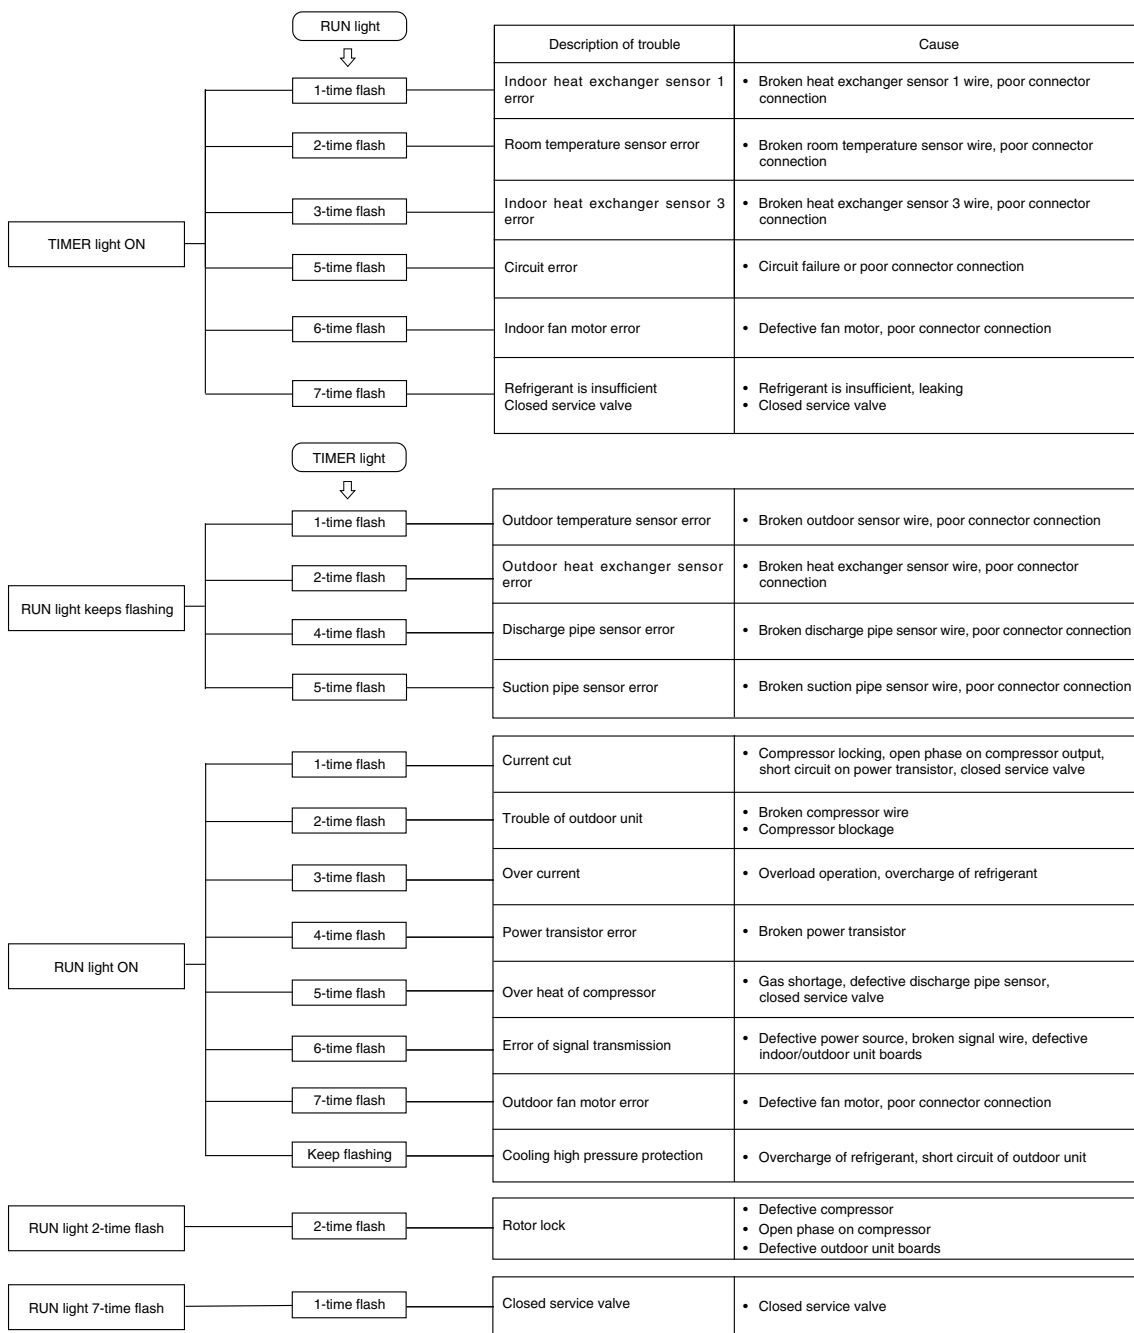 RUN light
Description of trouble
Cause
1-time flash
Indoor heat exchanger sensor 1
error
• Broken heat exchanger sensor 1 wire, poor connector
connection
2-time flash
Room temperature sensor error
• Broken room temperature sensor wire, poor connector
connection
TIMER light ON
3-time flash
Indoor heat exchanger sensor 3
error
• Broken heat exchanger sensor 3 wire, poor connector
connection
5-time flash
Circuit error
• Circuit failure or poor connector connection
6-time flash
Indoor fan motor error
• Defective fan motor, poor connector connection
7-time flash
Refrigerant is insufficient
Closed service valve
• Refrigerant is insufficient, leaking
• Closed service valve
TIMER light
1-time flash
Outdoor temperature sensor error
• Broken outdoor sensor wire, poor connector connection
RUN light keeps flashing
2-time flash
Outdoor heat exchanger sensor
error
• Broken heat exchanger sensor wire, poor connector
connection
4-time flash
Discharge pipe sensor error
• Broken discharge pipe sensor wire, poor connector connection
5-time flash
Suction pipe sensor error
• Broken suction pipe sensor wire, poor connector connection
1-time flash
Current cut
• Compressor locking, open phase on compressor output,
short circuit on power transistor, closed service valve
2-time flash
Trouble of outdoor unit
• Broken compressor wire
• Compressor blockage
3-time flash
Over current
• Overload operation, overcharge of refrigerant
4-time flash
Power transistor error
• Broken power transistor
RUN light ON
5-time flash
Over heat of compressor
• Gas shortage, defective discharge pipe sensor,
closed service valve
6-time flash
Error of signal transmission
• Defective power source, broken signal wire, defective
indoor/outdoor unit boards
7-time flash
Outdoor fan motor error
• Defective fan motor, poor connector connection
Keep flashing
Cooling high pressure protection
• Overcharge of refrigerant, short circuit of outdoor unit
RUN light 2-time flash
2-time flash
Rotor lock
• Defective compressor
• Open phase on compressor
• Defective outdoor unit boards
RUN light 7-time flash
1-time flash
Closed service valve
• Closed service valve